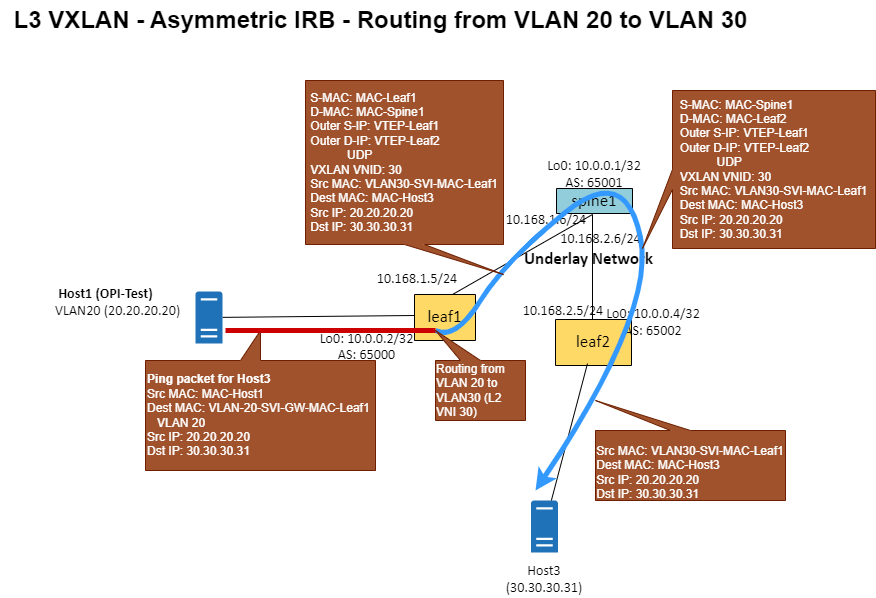 L3 VXLAN - Asymmetric IRB - Routing from VLAN 20 to VLAN 30
S-MAC: MAC-Leaf1
D-MAC: MAC-Spine1
Outer S-IP: VTEP-Leaf1
Outer D-IP: VTEP-Leaf2
UDP
VXLAN VNID: 30
Src MAC: VLAN30-SVI-MAC-Leaf1
Dest MAC: MAC-Host3
Src IP: 20.20.20.20
Dst IP: 30.30.30.31
S-MAC: MAC-Spine1
D-MAC: MAC-Leaf2
Outer S-IP: VTEP-Leaf1
Outer D-IP: VTEP-Leaf2
UDP
VXLAN VNID: 30
Src MAC: VLAN30-SVI-MAC-Leaf1
Dest MAC: MAC-Host3
Src IP: 20.20.20.20
Dst IP: 30.30.30.31
Lo0: 10.0.0.1/32
AS: 65001
spine1
10.168.1.6/24
10.168.2.6/24
Underlay Network
10.168.1.5/24
Host1 (OPI-Test)
VLAN20 (20.20.20.20)
leaf1
Lo0: 10.0.0.2/32
AS: 65000
10.168.2.5/24
Lo0: 10.0.0.4/32
AS: 65002
leaf2
Ping packet for Host3
Src MAC: MAC-Host1
Dest MAC: VLAN-20-SVI-GW-MAC-Leaf1
VLAN 20
Src IP: 20.20.20.20
Dst IP: 30.30.30.31
Routing from
VLAN 20 to
VLAN30 (L2
VNI 30)
Src MAC: VLAN30-SVI-MAC-Leaf1
Dest MAC: MAC-Host3
Src IP: 20.20.20.20
Dst IP: 30.30.30.31
Host3
(30.30.30.31)